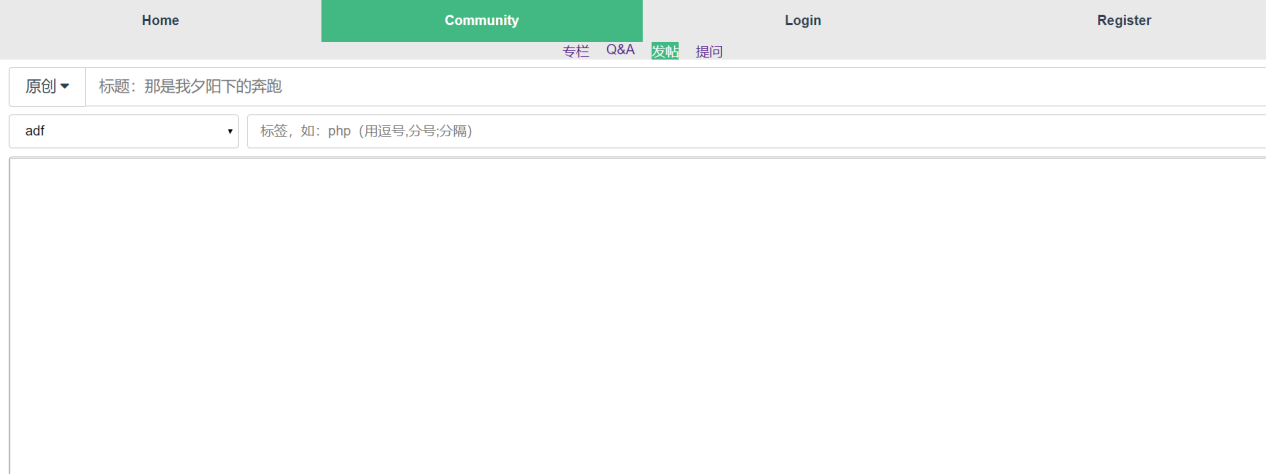 Home Community Login Register
专栏 Q&A 发帖 提问
原创 标题：那是我夕阳下的奔跑
adf 标签，如：php（用逗号,分号;分隔）